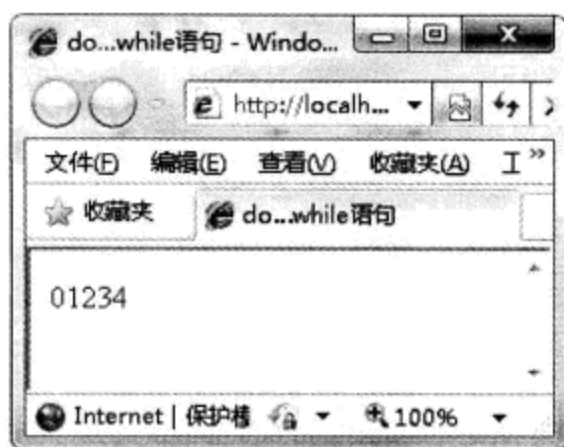 do...while语句 - Windo...
http://localh...
文件(F) 编辑(E) 查看(V) 收藏夹(A) 工 »
收藏夹 do...while语句
01234
Internet | 保护模 100%